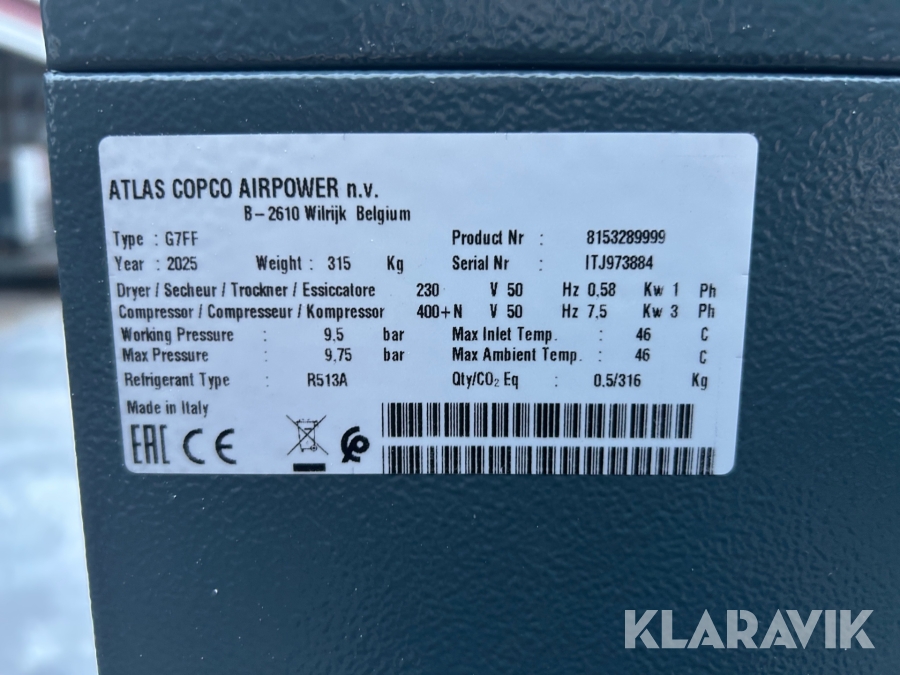 ATLAS COPCO AIRPOWER n.v.
B-2610 Wilrijk Belgium
Type : G7FF Product Nr : 8153289999
Year : 2025 Weight : 315 Kg Serial Nr : ITJ973884
Dryer / Secheur / Trockner / Essiccatore 230 V 50 Hz 0,58 Kw 1 Ph
Compressor / Compresseur / Kompressor 400+N V 50 Hz 7,5 Kw 3 Ph
Working Pressure : 9,5 bar Max Inlet Temp. : 46 C
Max Pressure : 9,75 bar Max Ambient Temp. : 46 C
Refrigerant Type : R513A Qty/CO₂ Eq : 0.5/316 Kg
Made in Italy
EAC CE
KLARAVIK